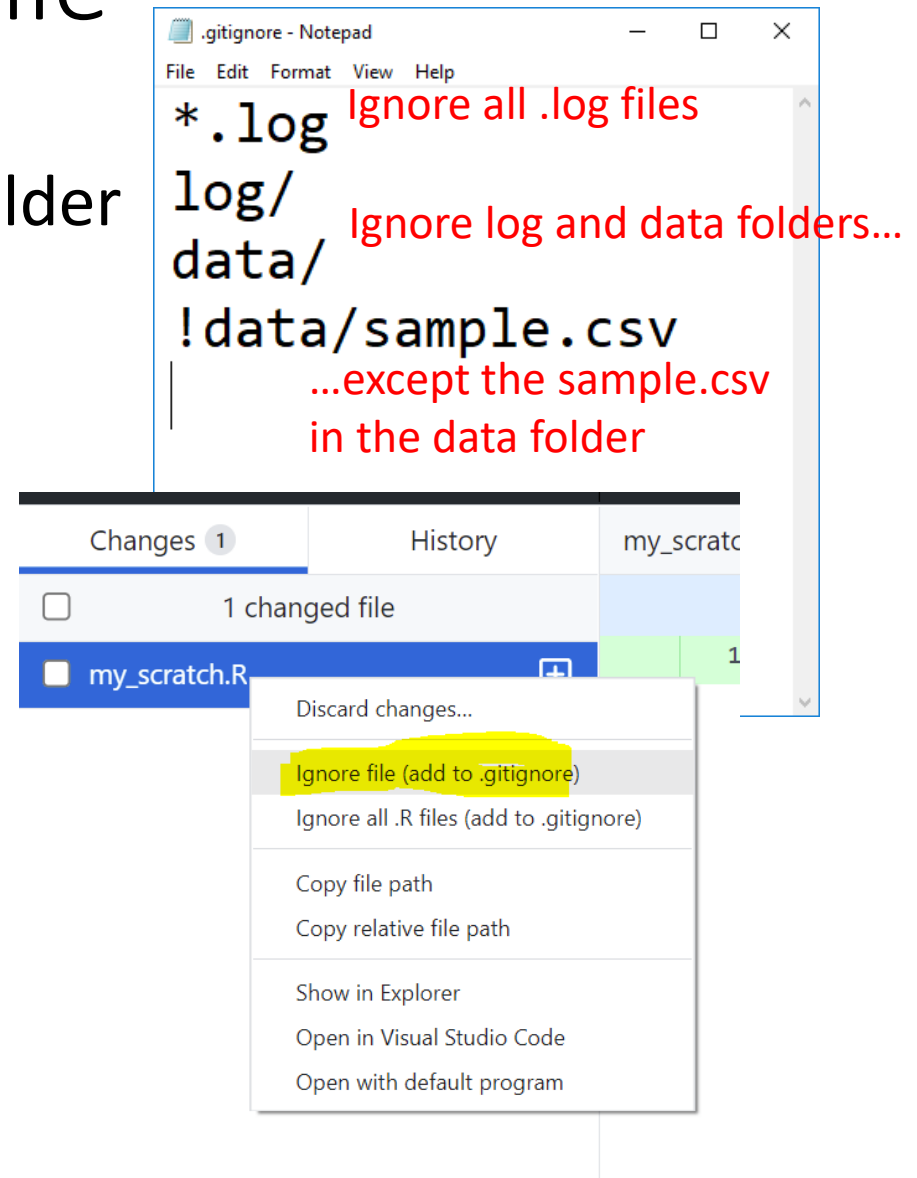 .gitignore - Notepad
File Edit Format View Help
*.log Ignore all .log files
log/
Ignore log and data folders...
data/
!data/sample.csv
...except the sample.csv
in the data folder
Changes 1 History
1 changed file
my_scratch.R
1
Discard changes...
Ignore file (add to .gitignore)
Ignore all .R files (add to .gitignore)
Copy file path
Copy relative file path
Show in Explorer
Open in Visual Studio Code
Open with default program